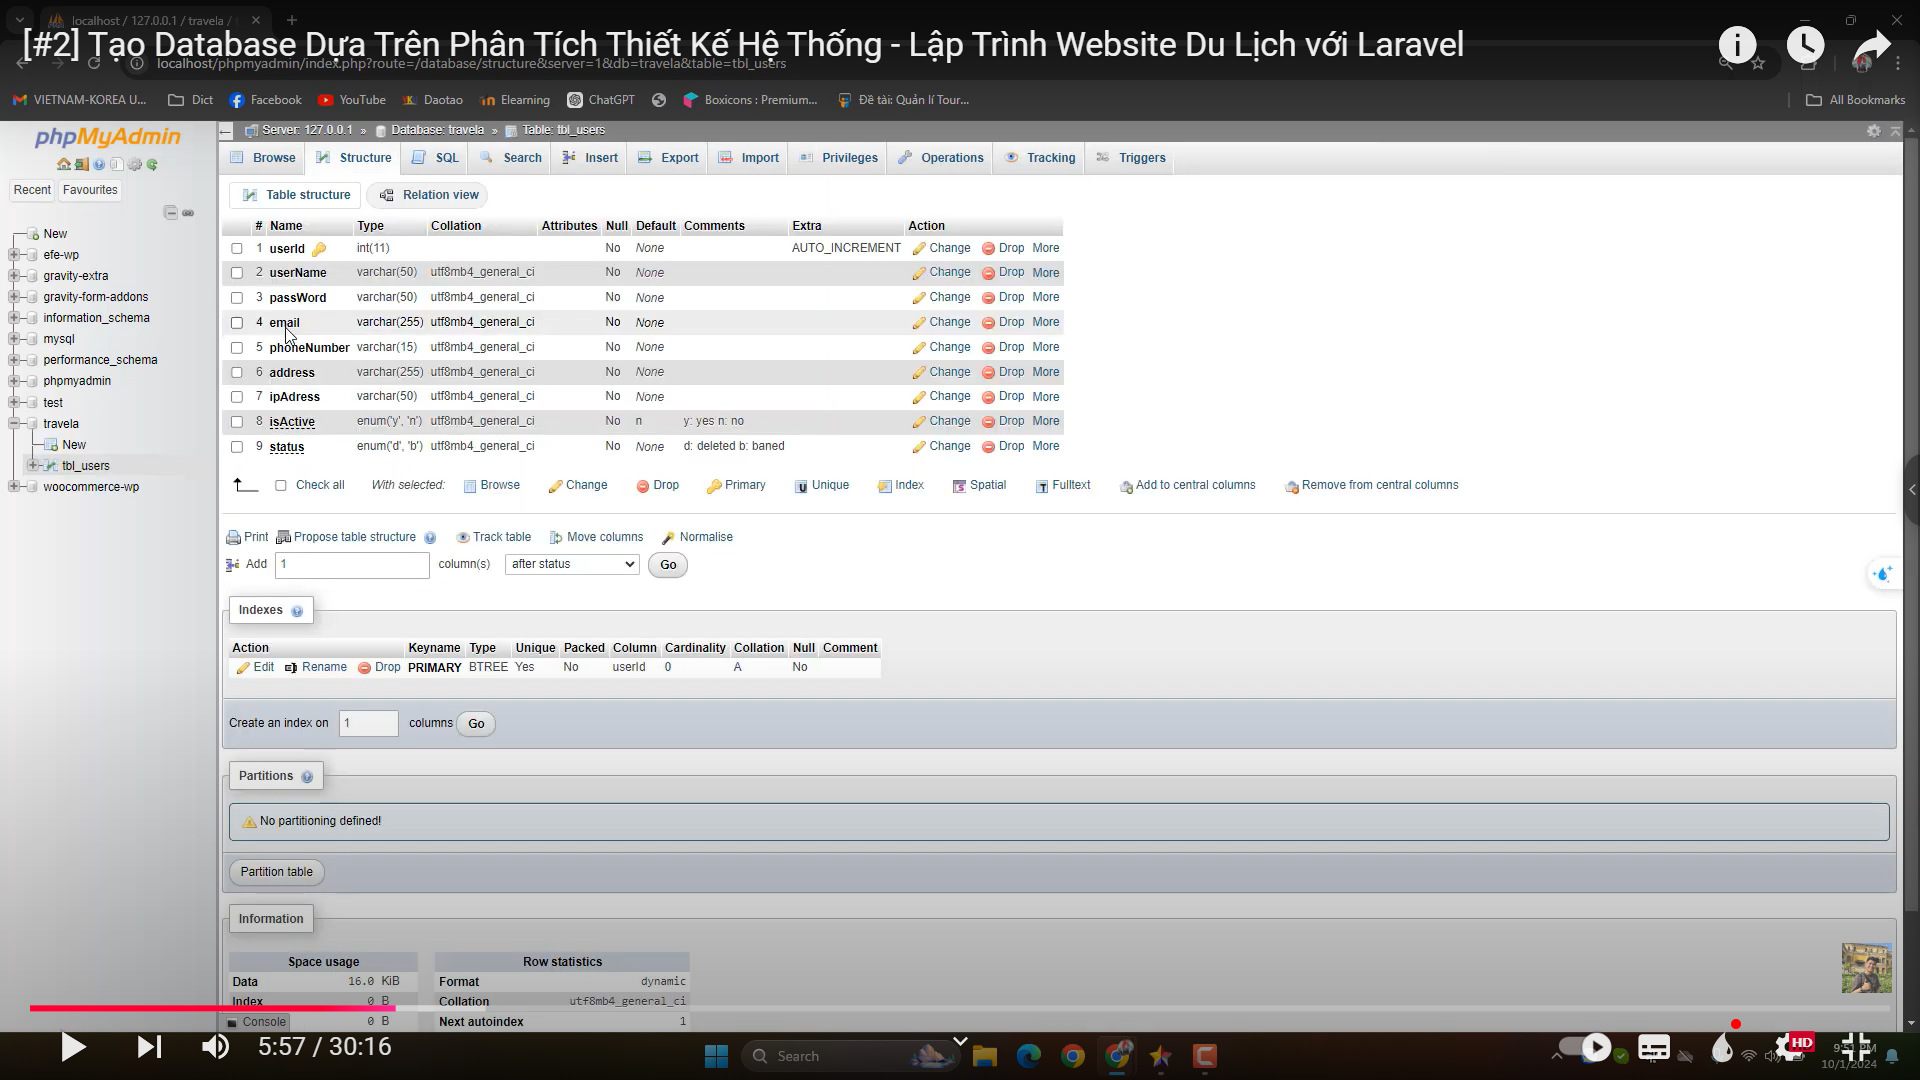 localhost / 127.0.0.1 / travela /
[#2] Tạo Database Dựa Trên Phân Tích Thiết Kế Hệ Thống - Lập Trình Website Du Lịch với Laravel
localhost/phpmyadmin/index.php?route=/database/structure&server=1&db=travela&table=tbl_users
VIETNAM-KOREA U... Dict Facebook YouTube Daotao Elearning ChatGPT Boxicons : Premium... Đề tài: Quản lí Tour... All Bookmarks
phpMyAdmin
Recent Favourites
New
efe-wp
gravity-extra
gravity-form-addons
information_schema
mysql
performance_schema
phpmyadmin
test
travela
New
tbl_users
woocommerce-wp
Server: 127.0.0.1 » Database: travela » Table: tbl_users
Browse Structure SQL Search Insert Export Import Privileges Operations Tracking Triggers
Table structure Relation view
# Name Type Collation Attributes Null Default Comments Extra Action
1 userId int(11) No None AUTO_INCREMENT Change Drop More
2 userName varchar(50) utf8mb4_general_ci No None Change Drop More
3 passWord varchar(50) utf8mb4_general_ci No None Change Drop More
4 email varchar(255) utf8mb4_general_ci No None Change Drop More
5 phoneNumber varchar(15) utf8mb4_general_ci No None Change Drop More
6 address varchar(255) utf8mb4_general_ci No None Change Drop More
7 ipAdress varchar(50) utf8mb4_general_ci No None Change Drop More
8 isActive enum('y', 'n') utf8mb4_general_ci No n y: yes n: no Change Drop More
9 status enum('d', 'b') utf8mb4_general_ci No None d: deleted b: baned Change Drop More
Check all With selected: Browse Change Drop Primary Unique Index Spatial Fulltext Add to central columns Remove from central columns
Print Propose table structure Track table Move columns Normalise
Add 1 column(s) after status Go
Indexes
Action Keyname Type Unique Packed Column Cardinality Collation Null Comment
Edit Rename Drop PRIMARY BTREE Yes No userId 0 A No
Create an index on 1 columns Go
Partitions
No partitioning defined!
Partition table
Information
Space usage Row statistics
Data 16.0 KiB Format dynamic
Index 0 B Collation utf8mb4_general_ci
Console 0 B Next autoindex 1
5:57 / 30:16
Search
HD
9:51 PM
10/1/2024